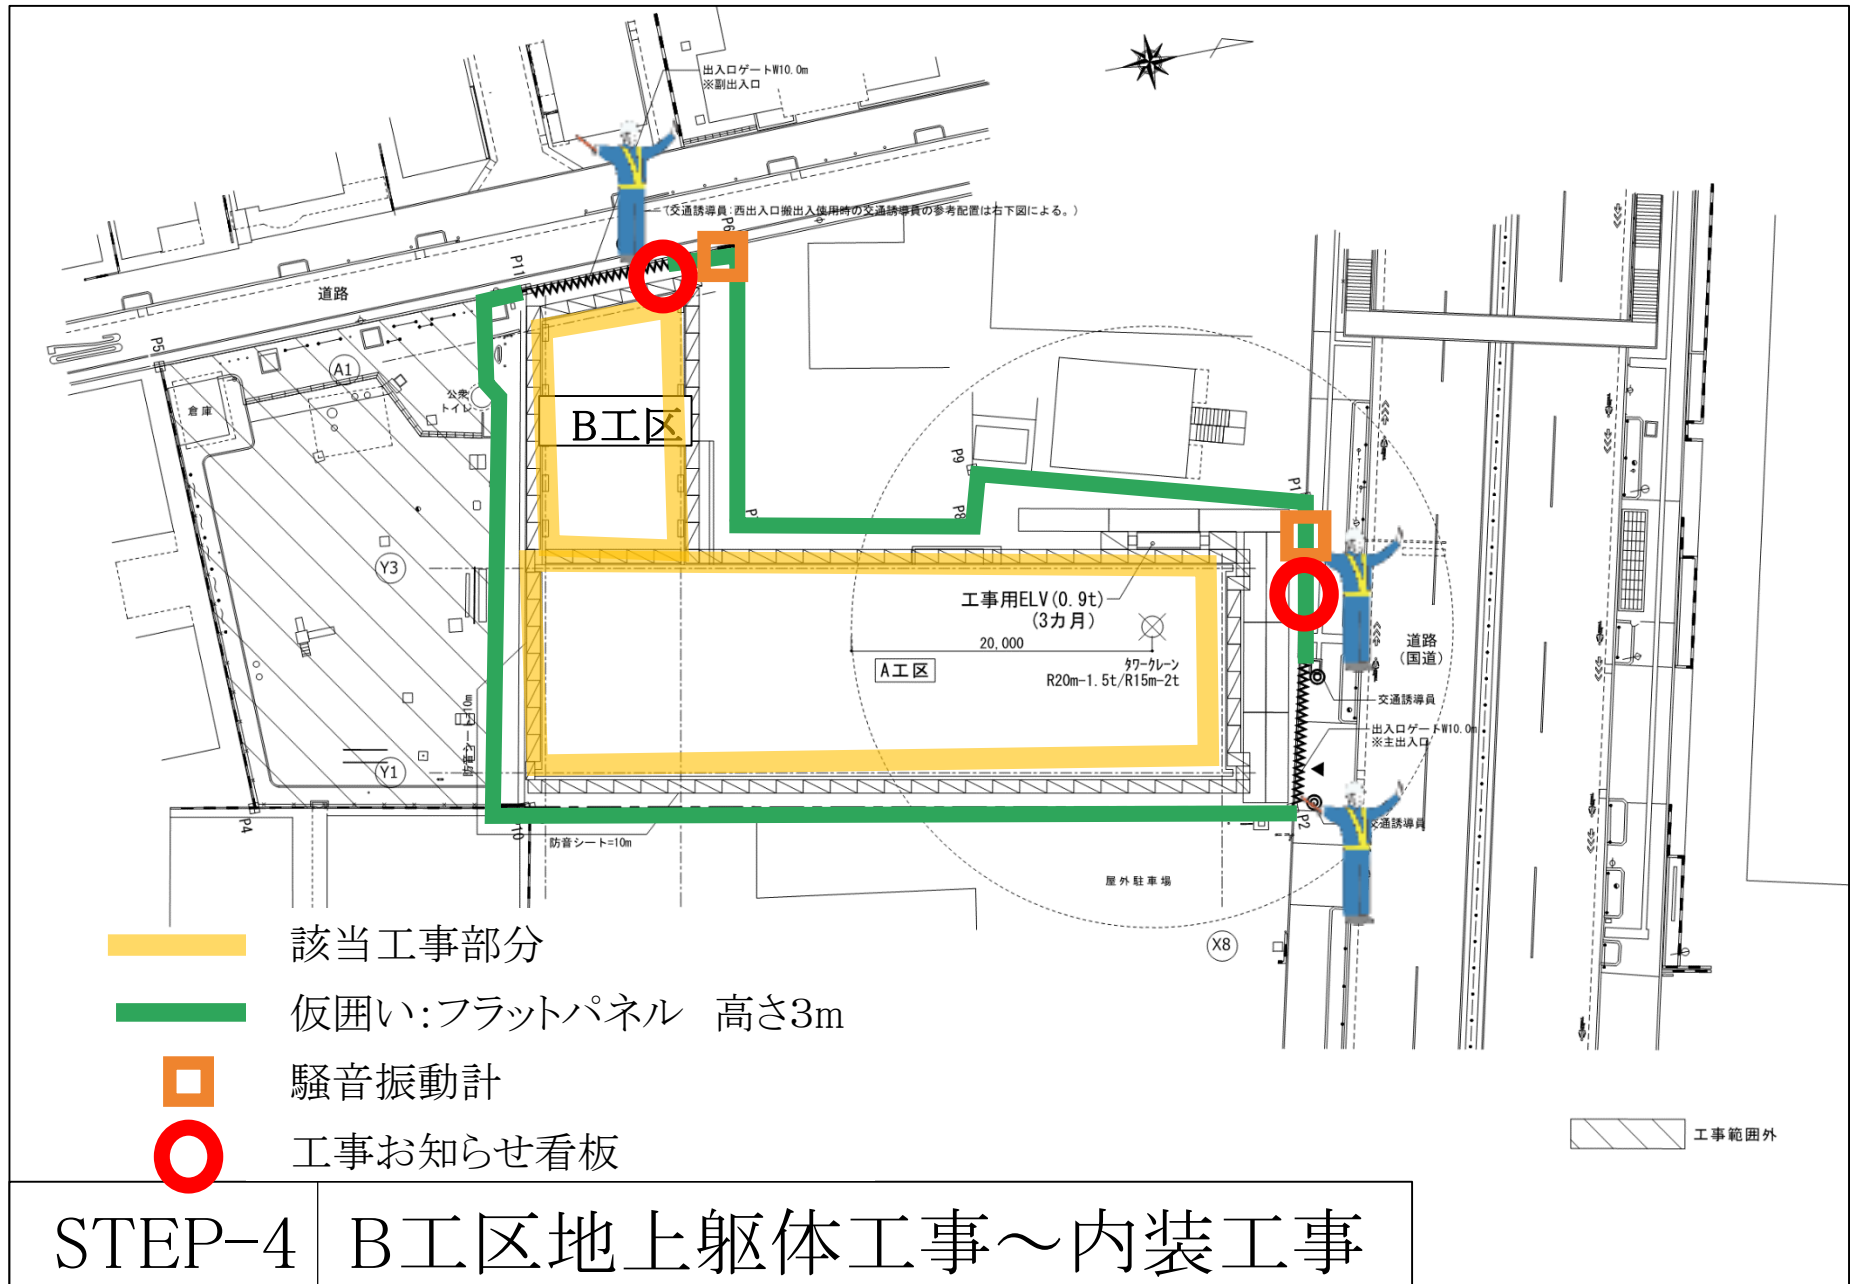 出入口ゲートW10.0m
※副出入口
(交通誘導員:西出入口搬出入使用時の交通誘導員の参考配置は右下図による。)
P6
P11
道路
P5
A1
倉庫
公衆
トイレ
B工区
P9
P1
P8
Y3
工事用ELV(0.9t)
(3カ月)
20,000
A工区
タワークレーン
R20m-1.5t/R15m-2t
道路
(国道)
交通誘導員
出入口ゲートW10.0m
※主出入口
防音シート=10m
Y1
P4
P10
P2
交通誘導員
防音シート=10m
屋外駐車場
X8
該当工事部分
仮囲い:フラットパネル 高さ3m
騒音振動計
工事お知らせ看板
工事範囲外
STEP-4 B工区地上躯体工事～内装工事